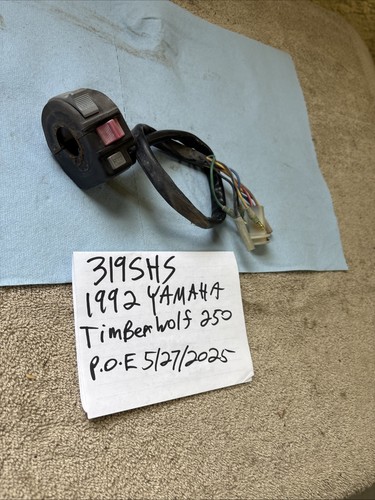 319SHS
1992 YAMAHA
TimBerWolf 250
P.O.E 5/27/2025